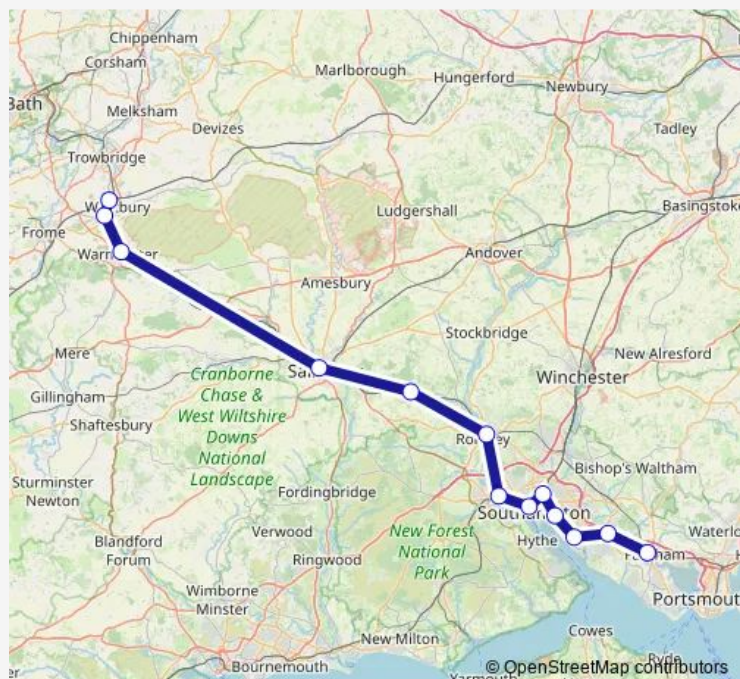 Chippenham
Corsham
Marlborough
Hungerford
Newbury
Bath
Melksham
Devizes
Tadley
Trowbridge
Ludgershall
Basingstoke
Frome
Andover
Amesbury
Stockbridge
Mere
New Alresford
Cranborne
Chase &
West Wiltshire
Downs
National
Landscape
Winchester
Gillingham
Shaftesbury
Bishop's Waltham
Sturminster
Newton
Fordingbridge
Southampton
Verwood
New Forest
National
Park
Hythe
Waterlo
Blandford
Forum
Ringwood
Wimborne
Minster
Portsmout
New Milton
Cowes
Ryde
Bournemouth
© OpenStreetMap contributors